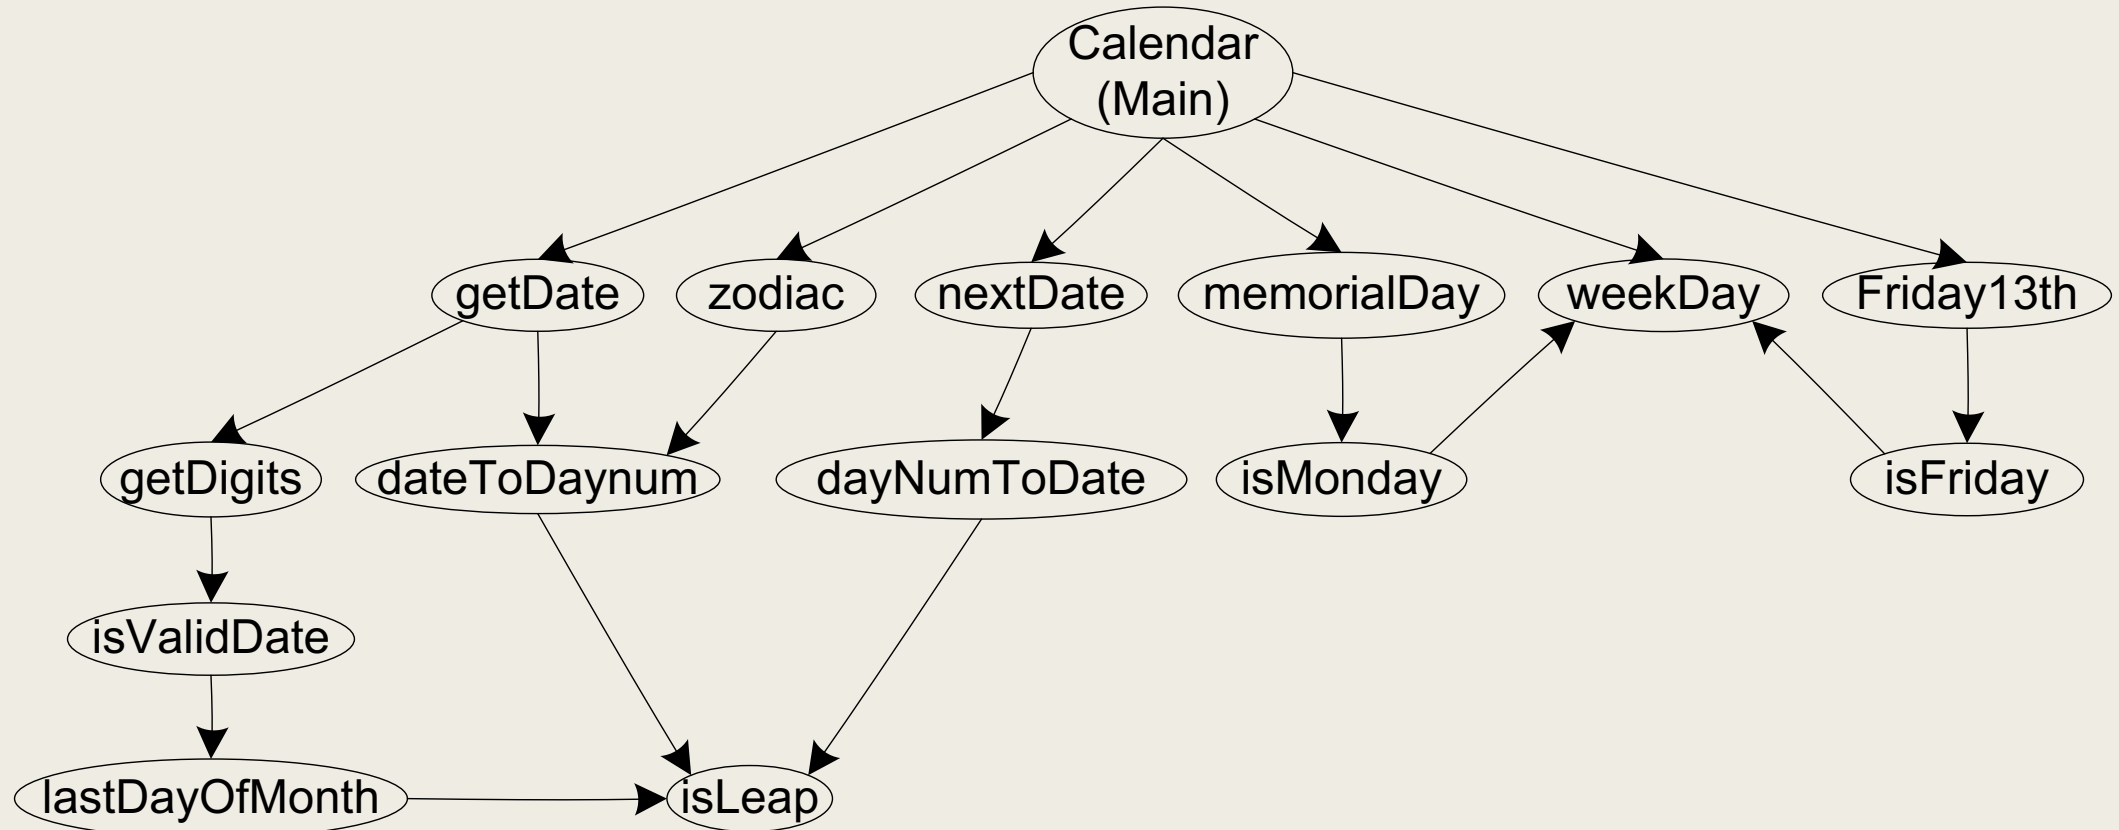 Calendar
(Main)
getDate
zodiac
nextDate
memorialDay
weekDay
Friday13th
getDigits
dateToDaynum
dayNumToDate
isMonday
isFriday
isValidDate
lastDayOfMonth
isLeap